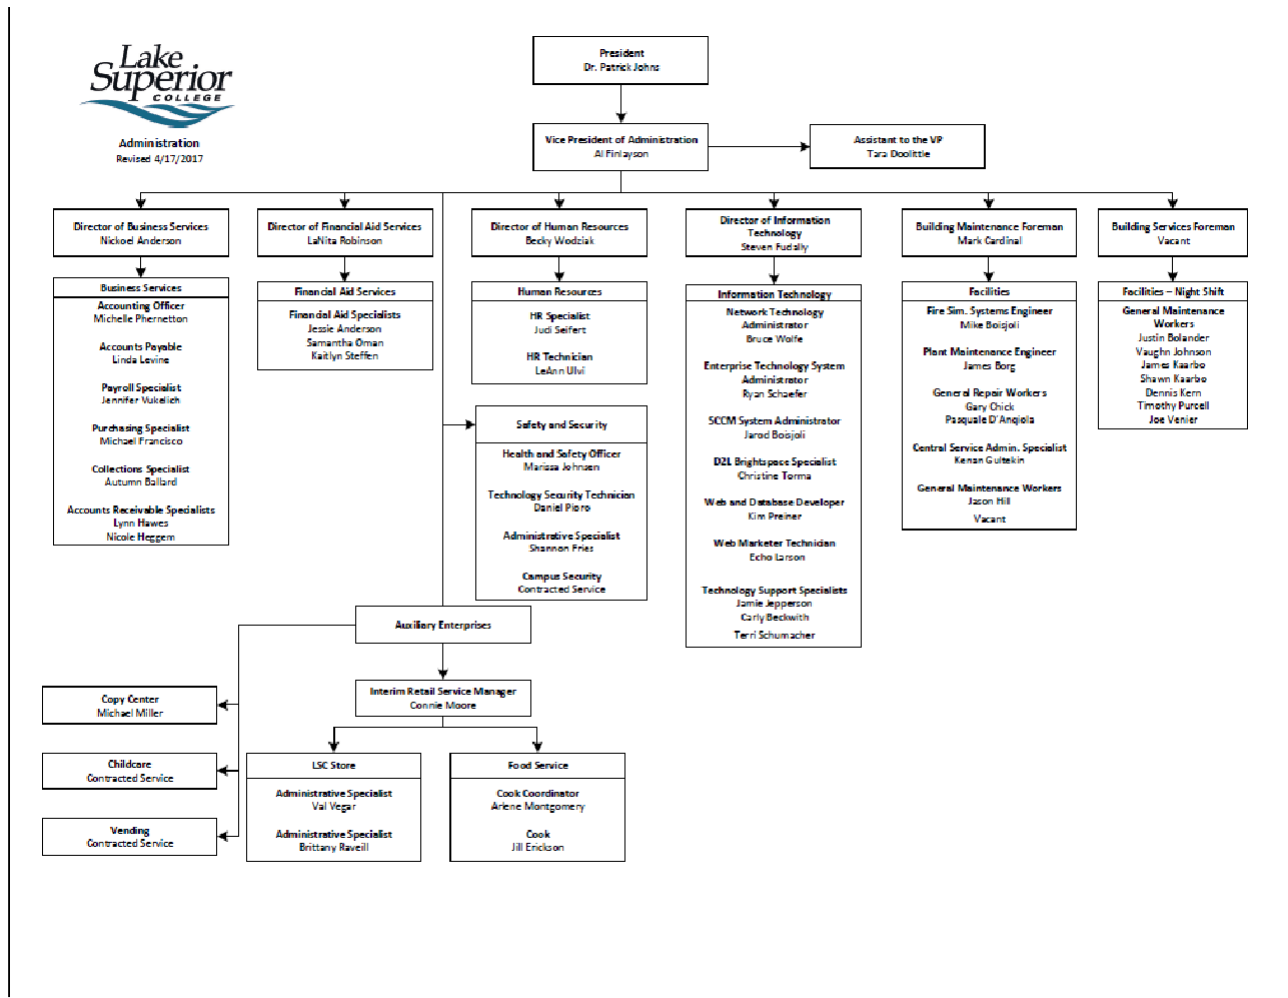 Lake
Superior
COLLEGE
Administration
Revised 4/17/2017
President
Dr. Patrick Johns
Vice President of Administration
Al Finlayson
Assistant to the VP
Tara Doolittle
Director of Business Services
Nickoel Anderson
Director of Financial Aid Services
LaNita Robinson
Director of Human Resources
Becky Wodziak
Director of Information
Technology
Steven Fudally
Building Maintenance Foreman
Mark Cardinal
Building Services Foreman
Vacant
Business Services
Accounting Officer
Michelle Phernetton
Accounts Payable
Linda Levine
Payroll Specialist
Jennifer Vukelich
Purchasing Specialist
Michael Francisco
Collections Specialist
Autumn Ballard
Accounts Receivable Specialists
Lynn Hawes
Nicole Heggem
Financial Aid Services
Financial Aid Specialists
Jessie Anderson
Samantha Oman
Kaitlyn Steffen
Human Resources
HR Specialist
Judi Seifert
HR Technician
LeAnn Ulvi
Safety and Security
Health and Safety Officer
Marissa Johnsen
Technology Security Technician
Daniel Pioro
Administrative Specialist
Shannon Fries
Campus Security
Contracted Service
Information Technology
Network Technology
Administrator
Bruce Wolfe
Enterprise Technology System
Administrator
Ryan Schaefer
SCCM System Administrator
Jarod Boisjoli
D2L Brightspace Specialist
Christine Torma
Web and Database Developer
Kim Preiner
Web Marketer Technician
Echo Larson
Technology Support Specialists
Jamie Jepperson
Carly Beckwith
Terri Schumacher
Facilities
Fire Sim. Systems Engineer
Mike Boisjoli
Plant Maintenance Engineer
James Borg
General Repair Workers
Gary Chick
Pasquale D'Angiola
Central Service Admin. Specialist
Kenan Gultekin
General Maintenance Workers
Jason Hill
Vacant
Facilities – Night Shift
General Maintenance
Workers
Justin Bolander
Vaughn Johnson
James Kaarbo
Shawn Kaarbo
Dennis Kern
Timothy Purcell
Joe Venier
Auxiliary Enterprises
Interim Retail Service Manager
Connie Moore
Copy Center
Michael Miller
Childcare
Contracted Service
Vending
Contracted Service
LSC Store
Administrative Specialist
Val Vegar
Administrative Specialist
Brittany Raveill
Food Service
Cook Coordinator
Arlene Montgomery
Cook
Jill Erickson